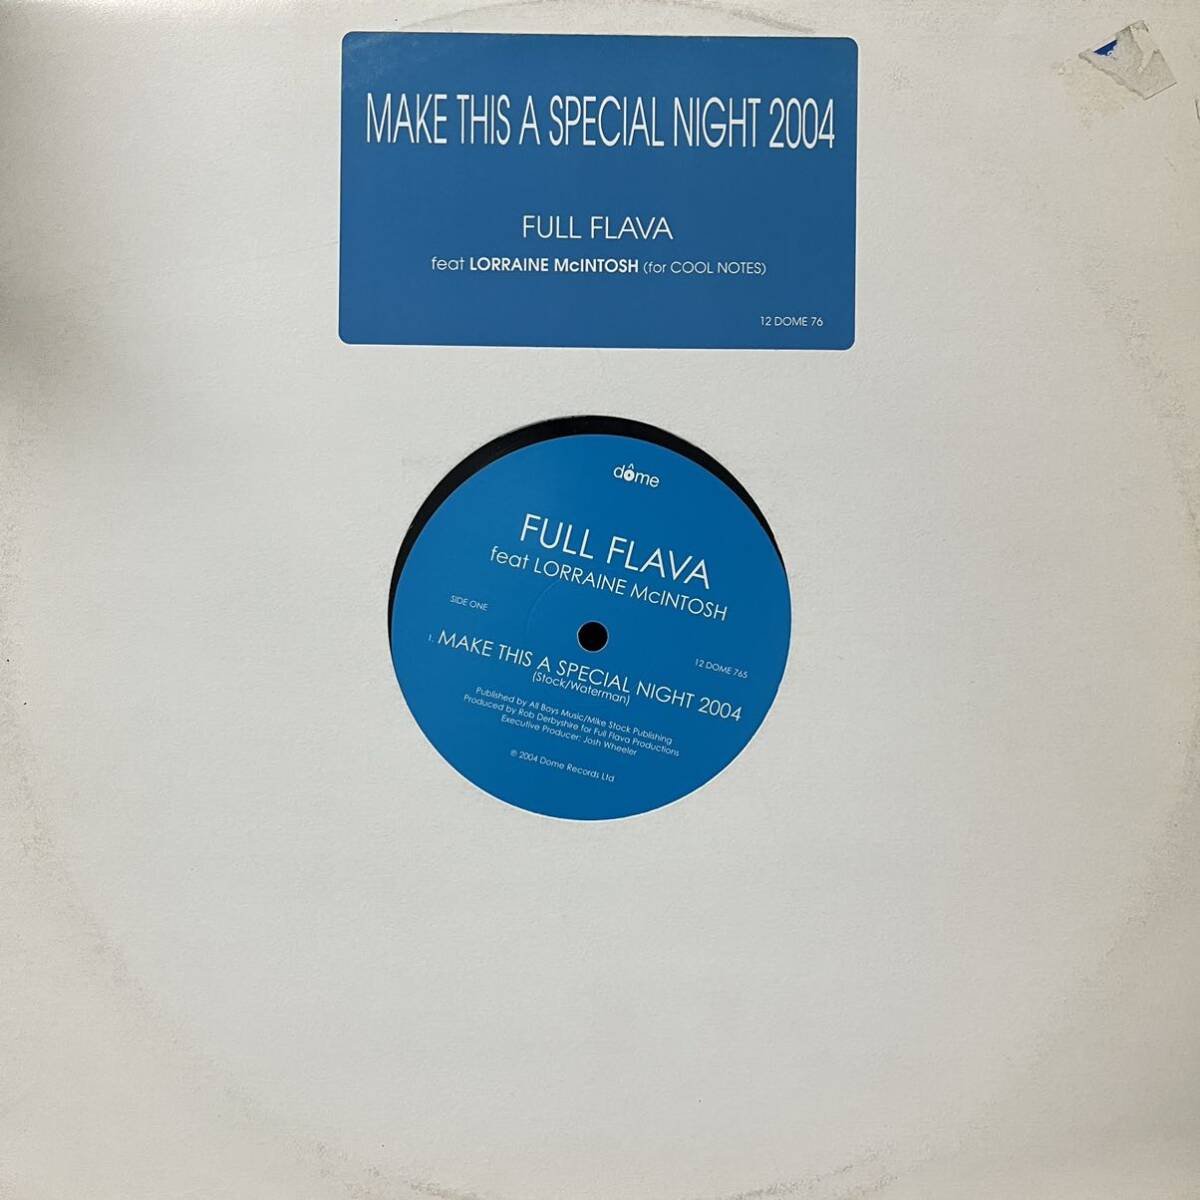 MAKE THIS A SPECIAL NIGHT 2004
FULL FLAVA
feat LORRAINE McINTOSH (for COOL NOTES)
12 DOME 76
dôme
FULL FLAVA
feat LORRAINE McINTOSH
SIDE ONE
12 DOME 76S
1. MAKE THIS A SPECIAL NIGHT 2004
(Stock/Waterman)
Published by All Boys Music/Mike Stock Publishing
Produced by Rob Derbyshire for Full Flava Productions
Executive Producer: Josh Wheeler
℗ 2004 Dome Records Ltd